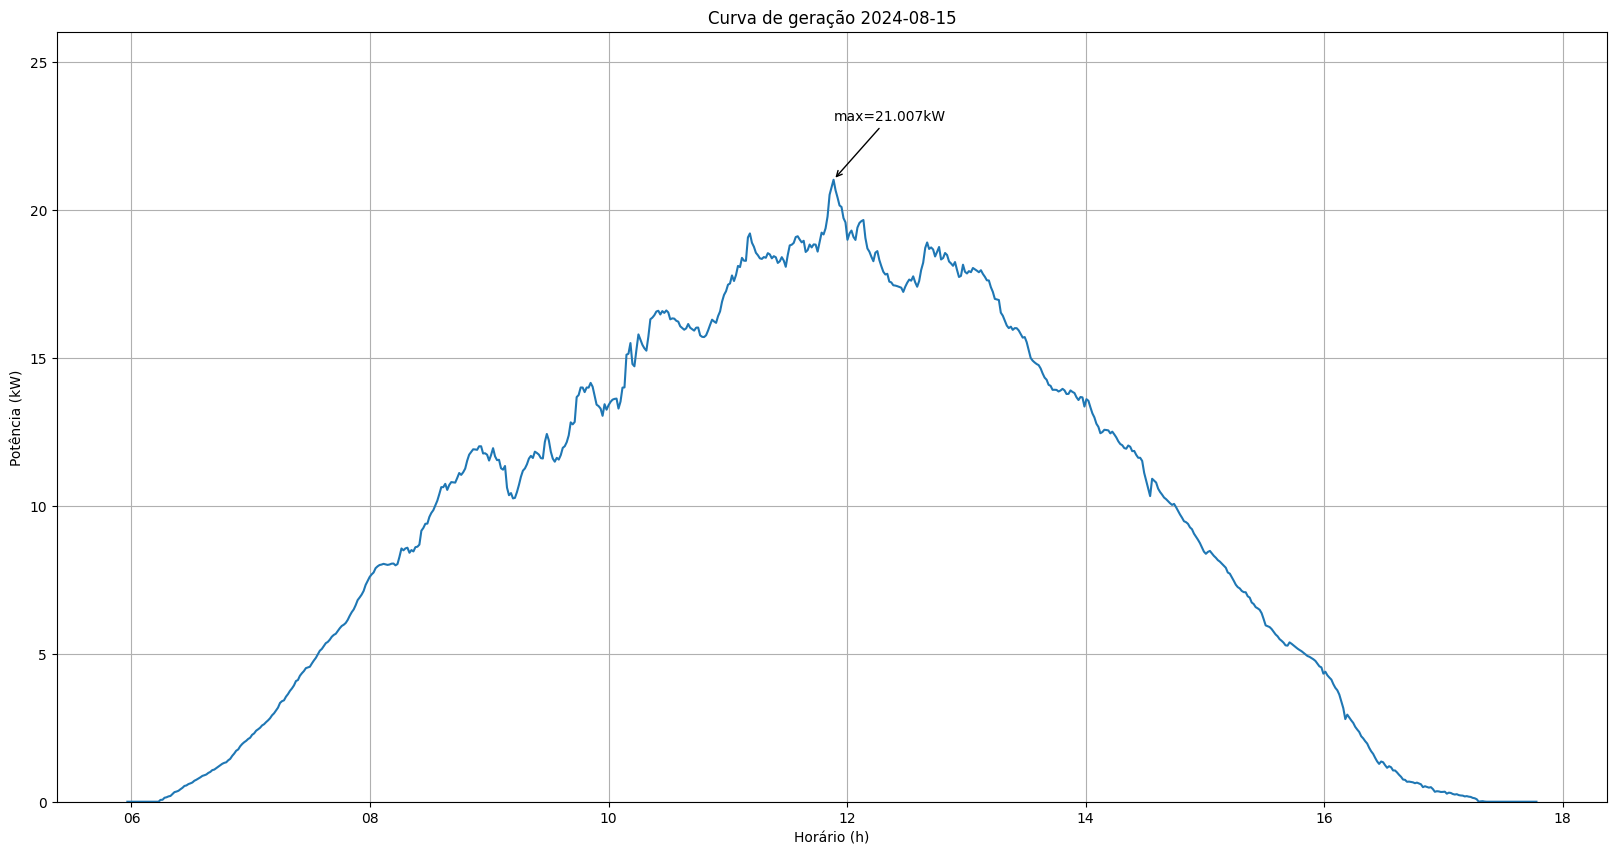 Curva de geração 2024-08-15
25
max=21.007kW
20
15
Potência (kW)
10
5
0
06 08 10 12 14 16 18
Horário (h)